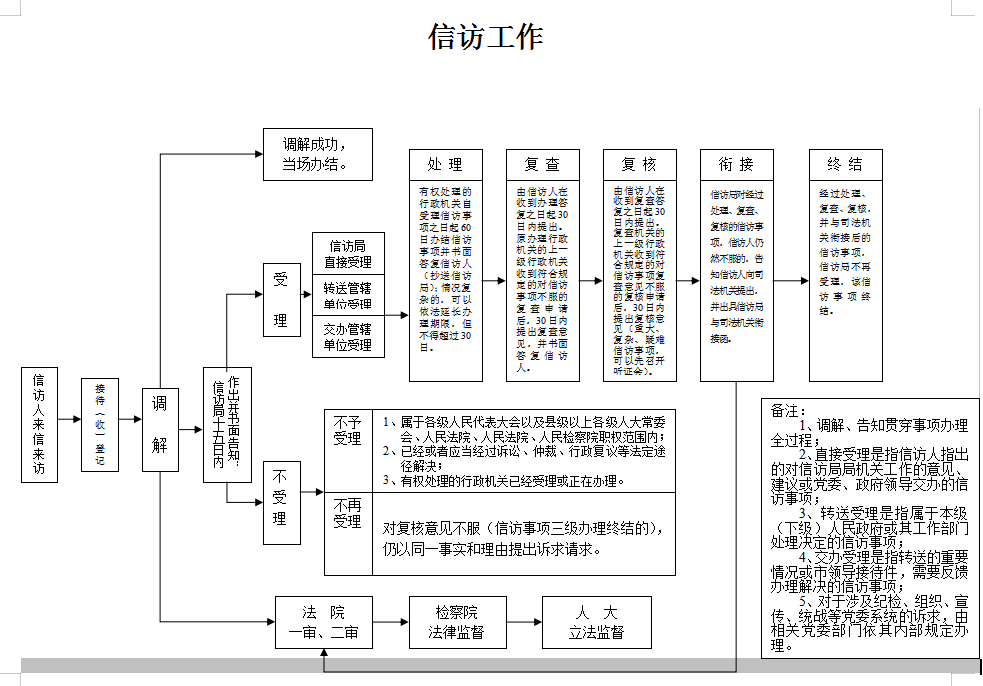 信访工作
调解成功，
当场办结。
处 理
有权处理的
行政机关自
受理信访事
项之日起60
日办结信访
事项并书面
答复信访人
（抄送信访
局）；情况复
杂的，可以
依法延长办
理期限，但
不得超过30
日。
复 查
由信访人在
收到办理答
复之日起30
日内提出。
原办理行政
机关的上一
级行政机关
收到符合规
定的对信访
事项不服的
复查申请
后，30日内
提出复查意
见，并书面
答复信访
人。
复 核
由信访人在
收到复查答
复之日起30
日内提出。
复查机关的
上一级行政
机关收到符
合规定的对
信访事项复
查意见不服
的复核申请
后，30日内
提出复核意
见（重大、
复杂、疑难
信访事项，
可以先召开
听证会）。
衔 接
信访局对经过
处理、复查、
复核的信访事
项，信访人仍
然不服的，告
知信访人向司
法机关提出，
并出具信访局
与司法机关衔
接函。
终 结
经过处理、
复查、复核，
并与司法机
关衔接后的
信访事项，
信访局不再
受理，该信
访事项终
结。
信访局
直接受理
转送管辖
单位受理
交办管辖
单位受理
受
理
信访人来信来访
接待（收）登记
调
解
信访局十五日内
作出并书面告知：
不
受
理
不予
受理
1、属于各级人民代表大会以及县级以上各级人大常委
会、人民法院、人民法院、人民检察院职权范围内；
2、已经或者应当经过诉讼、仲裁、行政复议等法定途
径解决；
3、有权处理的行政机关已经受理或正在办理。
不再
受理
对复核意见不服（信访事项三级办理终结的），
仍以同一事实和理由提出诉求请求。
法 院
一审、二审
检察院
法律监督
人 大
立法监督
备注：
1、调解、告知贯穿事项办理
全过程；
2、直接受理是指信访人指出
的对信访局局机关工作的意见、
建议或党委、政府领导交办的信
访事项；
3、转送受理是指属于本级
（下级）人民政府或其工作部门
处理决定的信访事项；
4、交办受理是指转送的重要
情况或市领导接待件，需要反馈
办理解决的信访事项；
5、对于涉及纪检、组织、宣
传、统战等党委系统的诉求，由
相关党委部门依其内部规定办
理。